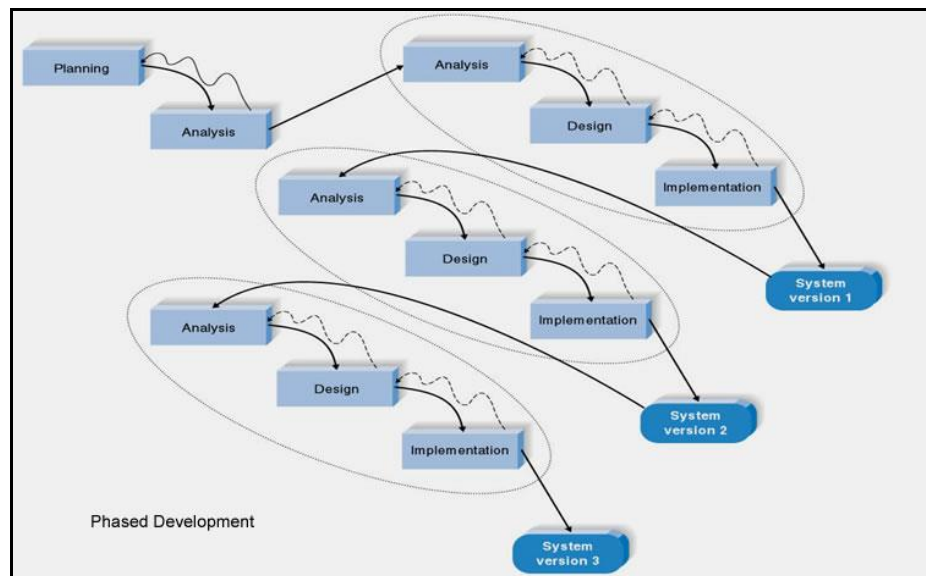 Planning
Analysis
Analysis
Design
Implementation
System
version 1
Analysis
Design
Implementation
System
version 2
Analysis
Design
Implementation
System
version 3
Phased Development